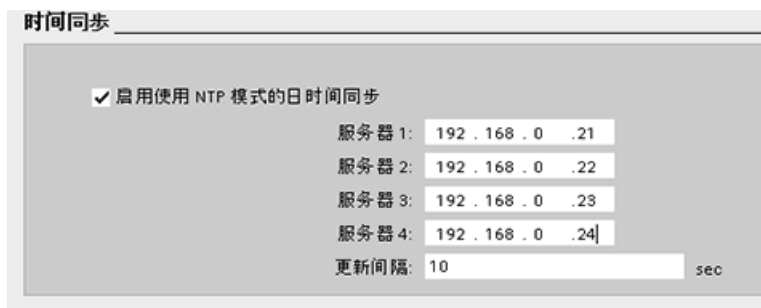 时间同步
启用使用 NTP 模式的日时间同步
服务器 1: 192 . 168 . 0 .21
服务器 2: 192 . 168 . 0 .22
服务器 3: 192 . 168 . 0 .23
服务器 4: 192 . 168 . 0 .24
更新间隔: 10 sec